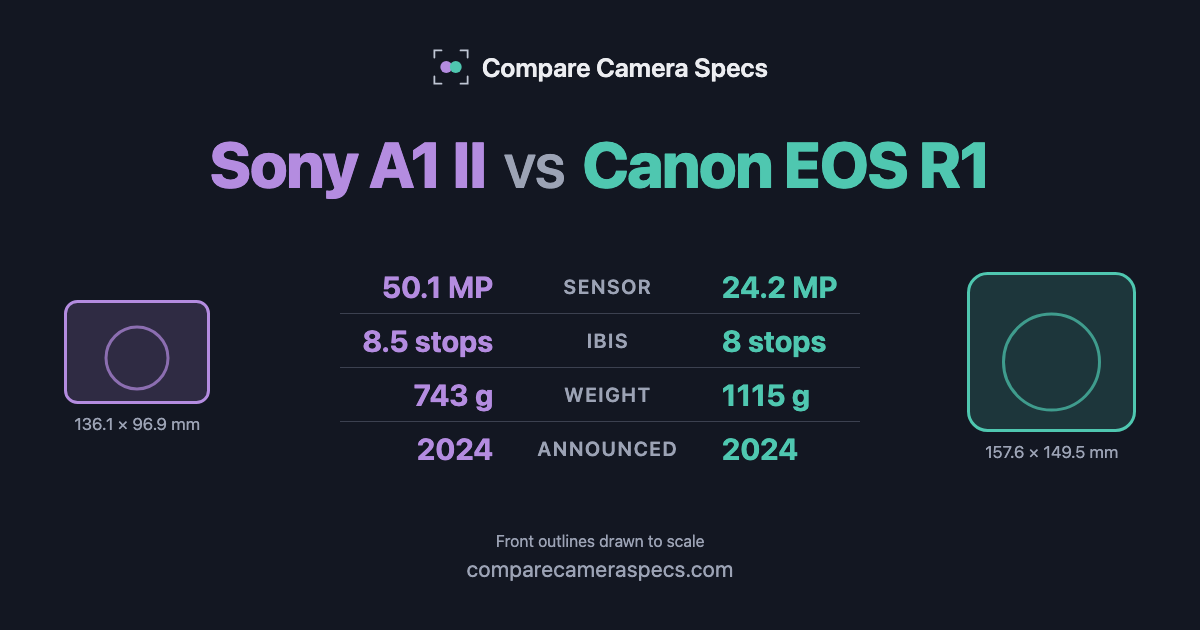 Compare Camera Specs
Sony A1 II vs Canon EOS R1
50.1 MP SENSOR 24.2 MP
8.5 stops IBIS 8 stops
743 g WEIGHT 1115 g
2024 ANNOUNCED 2024
136.1 × 96.9 mm
157.6 × 149.5 mm
Front outlines drawn to scale
comparecameraspecs.com